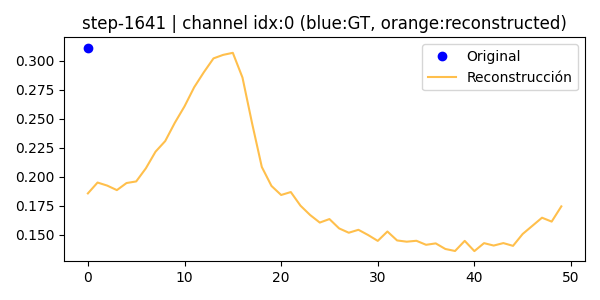 step-1641 | channel idx:0 (blue:GT, orange:reconstructed)
Original
Reconstrucción
0.300
0.275
0.250
0.225
0.200
0.175
0.150
0 10 20 30 40 50